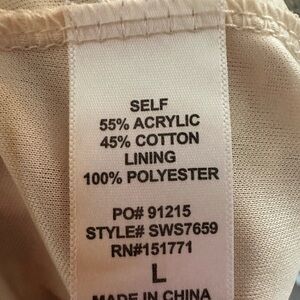 SELF
55% ACRYLIC
45% COTTON
LINING
100% POLYESTER
PO# 91215
STYLE# SWS7659
RN#151771
L
MADE IN CHINA